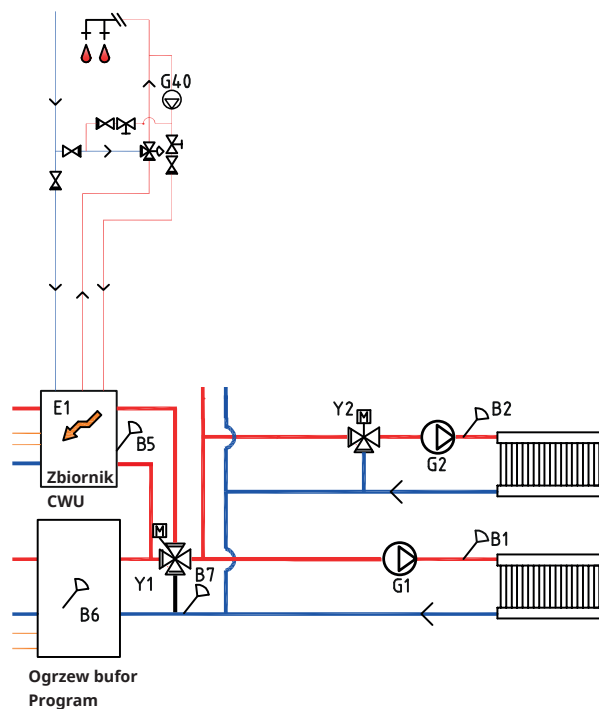 G40
E1
B5
Zbiornik
CWU
Y2
M
B2
G2
M
Y1
B7
B1
G1
B6
Ogrzew bufor
Program